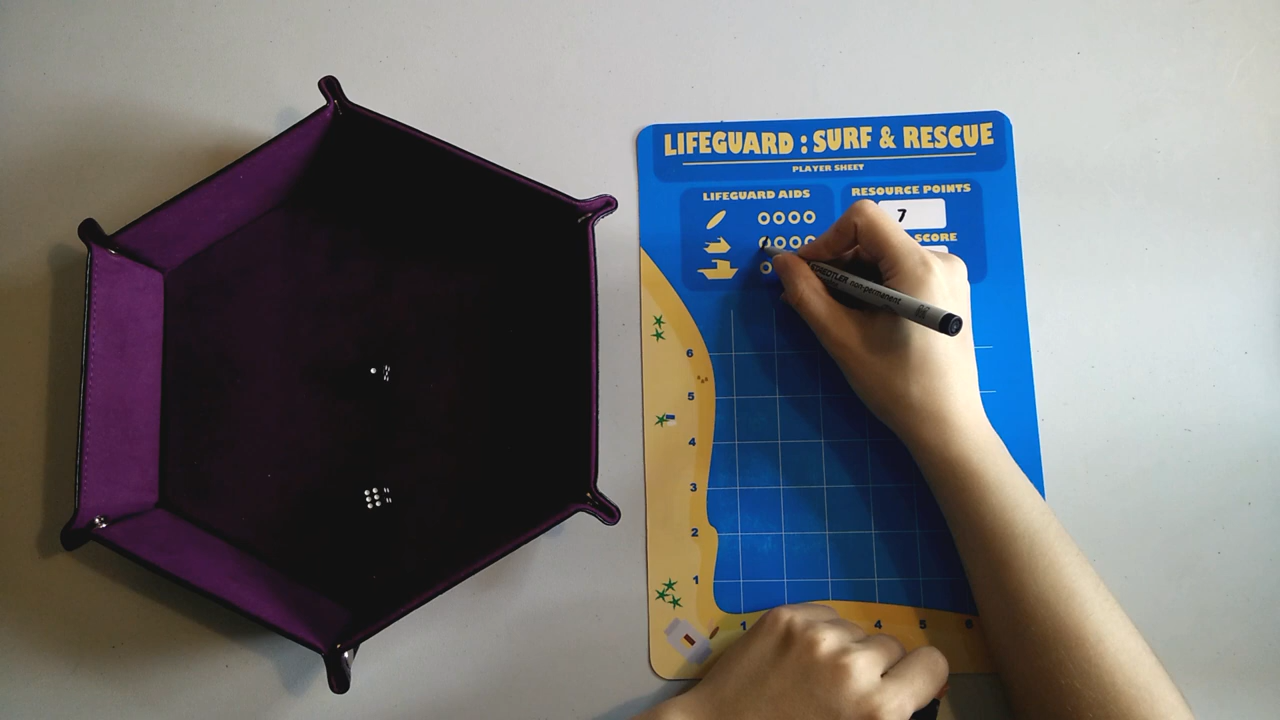 LIFEGUARD : SURF & RESCUE
PLAYER SHEET
LIFEGUARD AIDS
RESOURCE POINTS
7
SCORE
STAEDTLER non-permanent
6
5
4
3
2
1
1
4
5
6